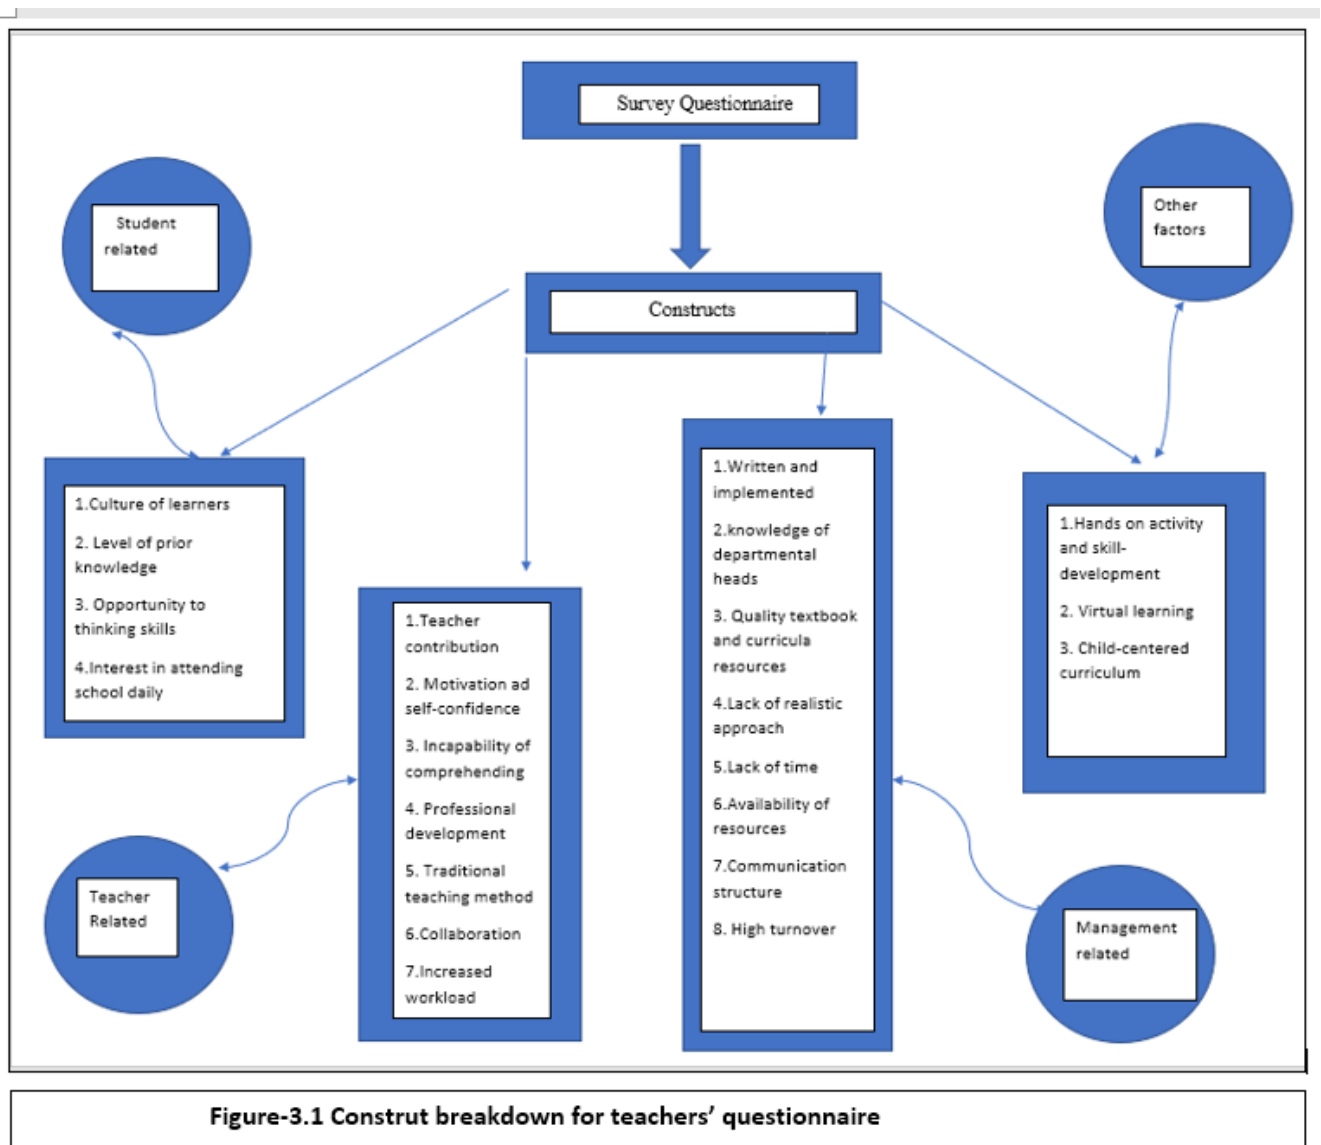 Survey Questionnaire
Student
related
Other
factors
Constructs
1.Culture of learners
2. Level of prior
knowledge
3. Opportunity to
thinking skills
4.Interest in attending
school daily
1.Teacher
contribution
2. Motivation ad
self-confidence
3. Incapability of
comprehending
4. Professional
development
5. Traditional
teaching method
6.Collaboration
7.Increased
workload
1.Written and
implemented
2.knowledge of
departmental
heads
3. Quality textbook
and curricula
resources
4.Lack of realistic
approach
5.Lack of time
6.Availability of
resources
7.Communication
structure
8. High turnover
1.Hands on activity
and skill-
development
2. Virtual learning
3. Child-centered
curriculum
Teacher
Related
Management
related
Figure-3.1 Construt breakdown for teachers’ questionnaire